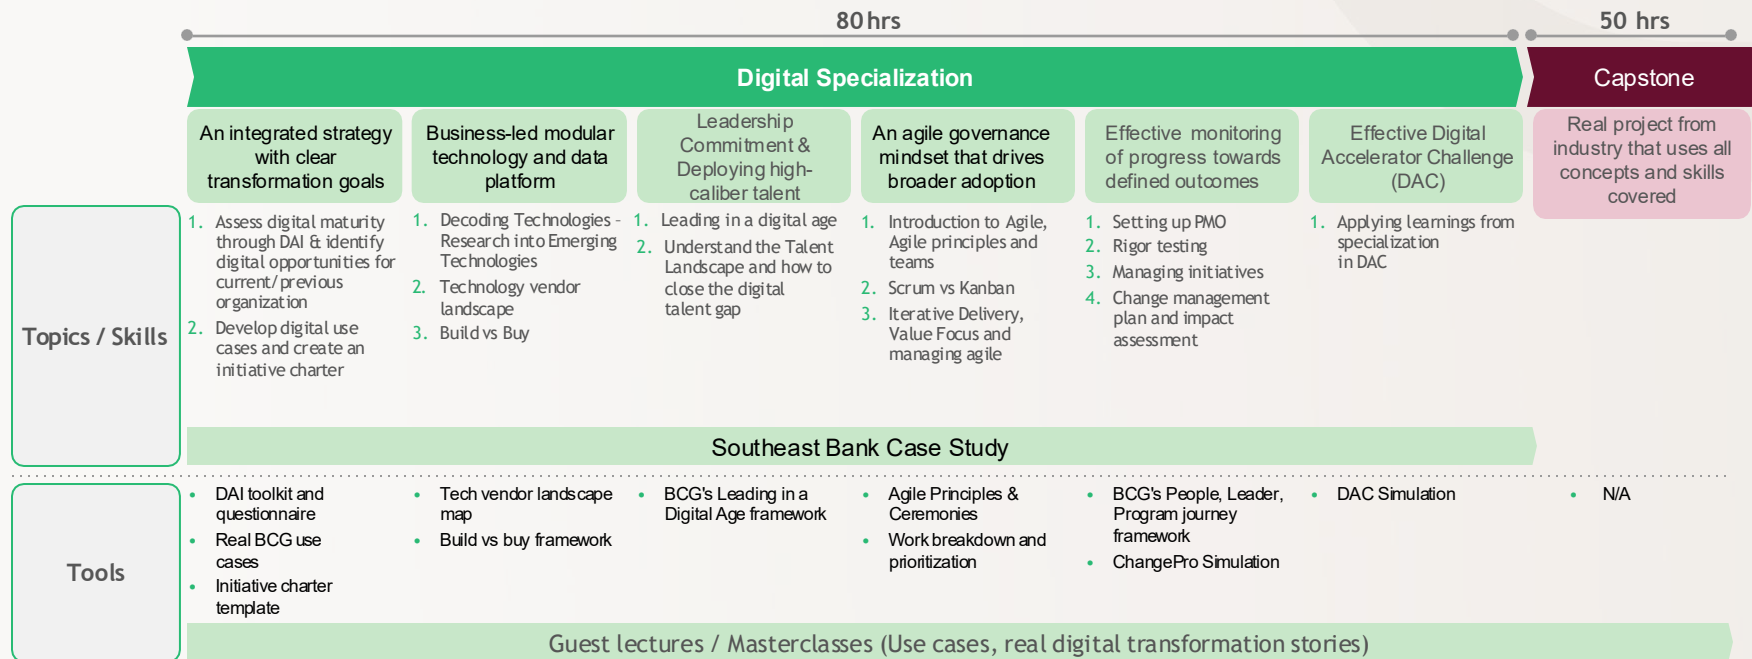 80 hrs
50 hrs
Digital Specialization
Capstone
An integrated strategy
with clear
transformation goals
Business-led modular
technology and data
platform
Leadership
Commitment &
Deploying high-
caliber talent
An agile governance
mindset that drives
broader adoption
Effective monitoring
of progress towards
defined outcomes
Effective Digital
Accelerator Challenge
(DAC)
Real project from
industry that uses all
concepts and skills
covered
Topics / Skills
1. Assess digital maturity
through DAI & identify
digital opportunities for
current/previous
organization
2. Develop digital use
cases and create an
initiative charter
1. Decoding Technologies –
Research into Emerging
Technologies
2. Technology vendor
landscape
3. Build vs Buy
1. Leading in a digital age
2. Understand the Talent
Landscape and how to
close the digital
talent gap
1. Introduction to Agile,
Agile principles and
teams
2. Scrum vs Kanban
3. Iterative Delivery,
Value Focus and
managing agile
1. Setting up PMO
2. Rigor testing
3. Managing initiatives
4. Change management
plan and impact
assessment
1. Applying learnings from
specialization
in DAC
Southeast Bank Case Study
Tools
• DAI toolkit and
questionnaire
• Real BCG use
cases
• Initiative charter
template
• Tech vendor landscape
map
• Build vs buy framework
• BCG's Leading in a
Digital Age framework
• Agile Principles &
Ceremonies
• Work breakdown and
prioritization
• BCG's People, Leader,
Program journey
framework
• ChangePro Simulation
• DAC Simulation
• N/A
Guest lectures / Masterclasses (Use cases, real digital transformation stories)